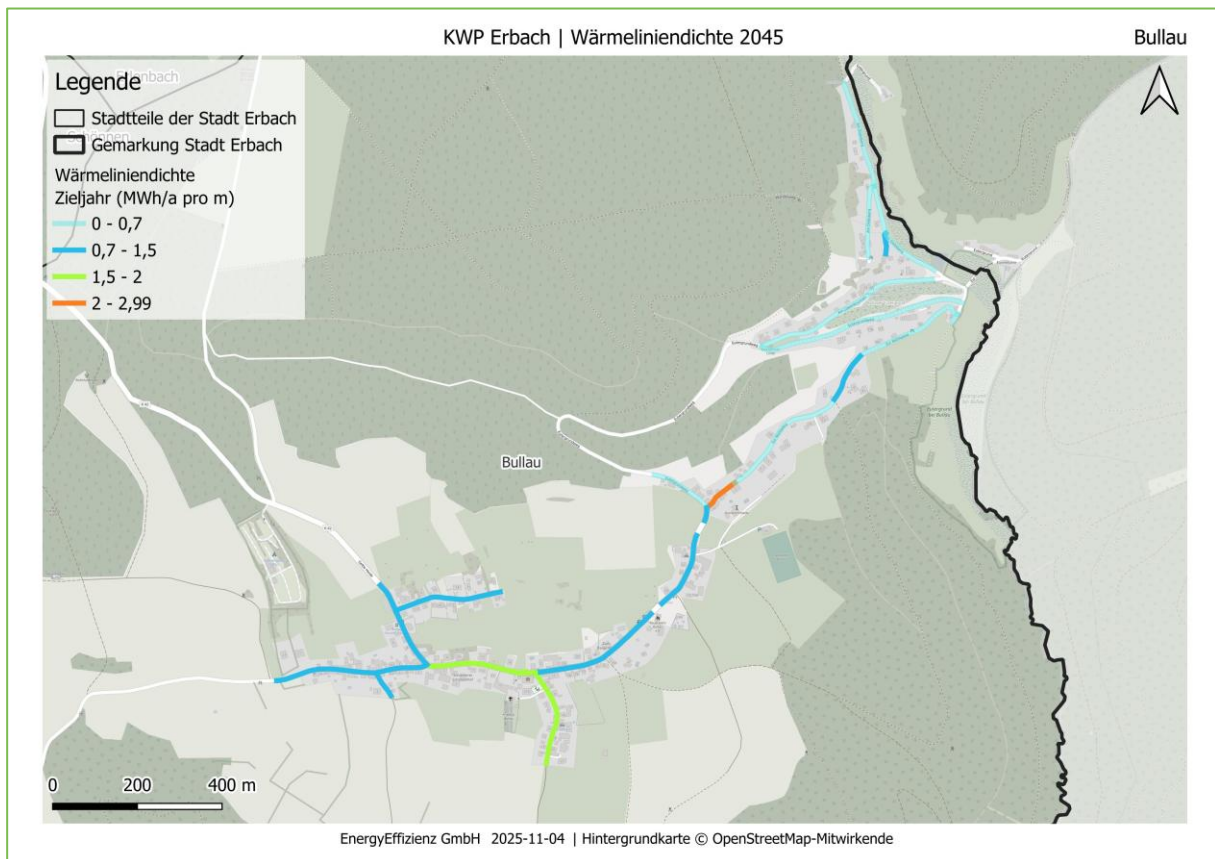 KWP Erbach | Wärmeliniendichte 2045
Bullau
Legende
Stadtteile der Stadt Erbach
Gemarkung Stadt Erbach
Wärmeliniendichte
Zieljahr (MWh/a pro m)
0 - 0,7
0,7 - 1,5
1,5 - 2
2 - 2,99
Bullau
0 200 400 m
EnergyEffizienz GmbH 2025-11-04 | Hintergrundkarte © OpenStreetMap-Mitwirkende